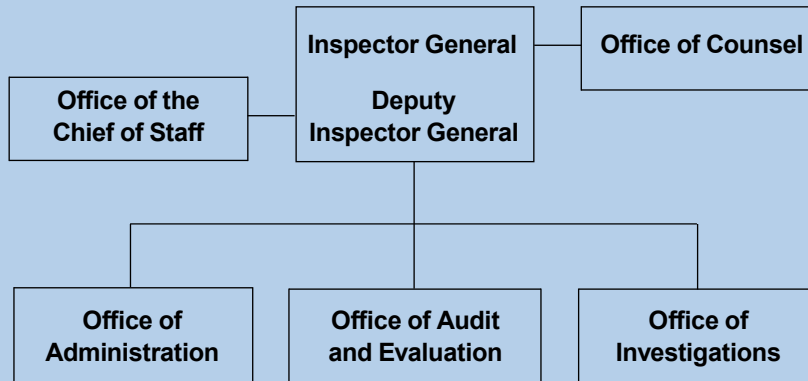 Inspector General
Deputy
Inspector General
Office of Counsel
Office of the
Chief of Staff
Office of
Administration
Office of Audit
and Evaluation
Office of
Investigations